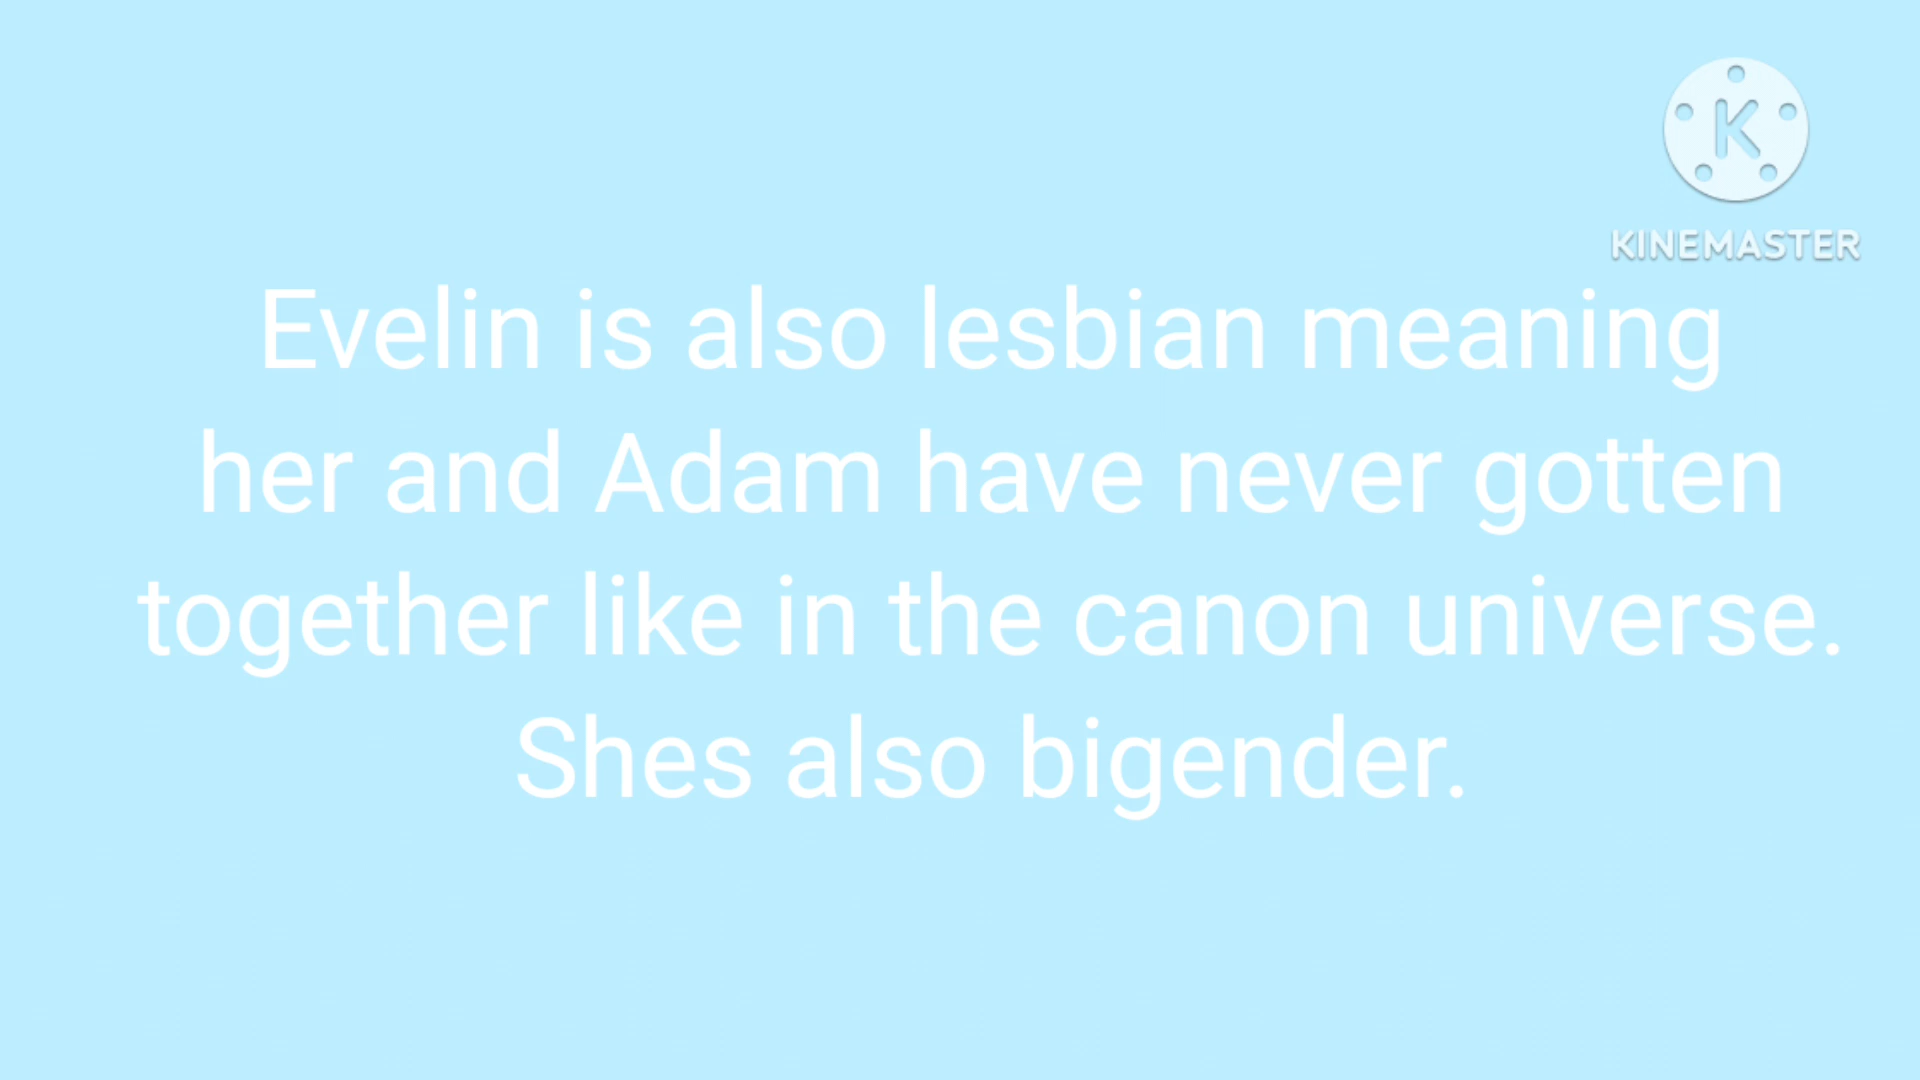 K
KINEMASTER
Evelin is also lesbian meaning
her and Adam have never gotten
together like in the canon universe.
Shes also bigender.